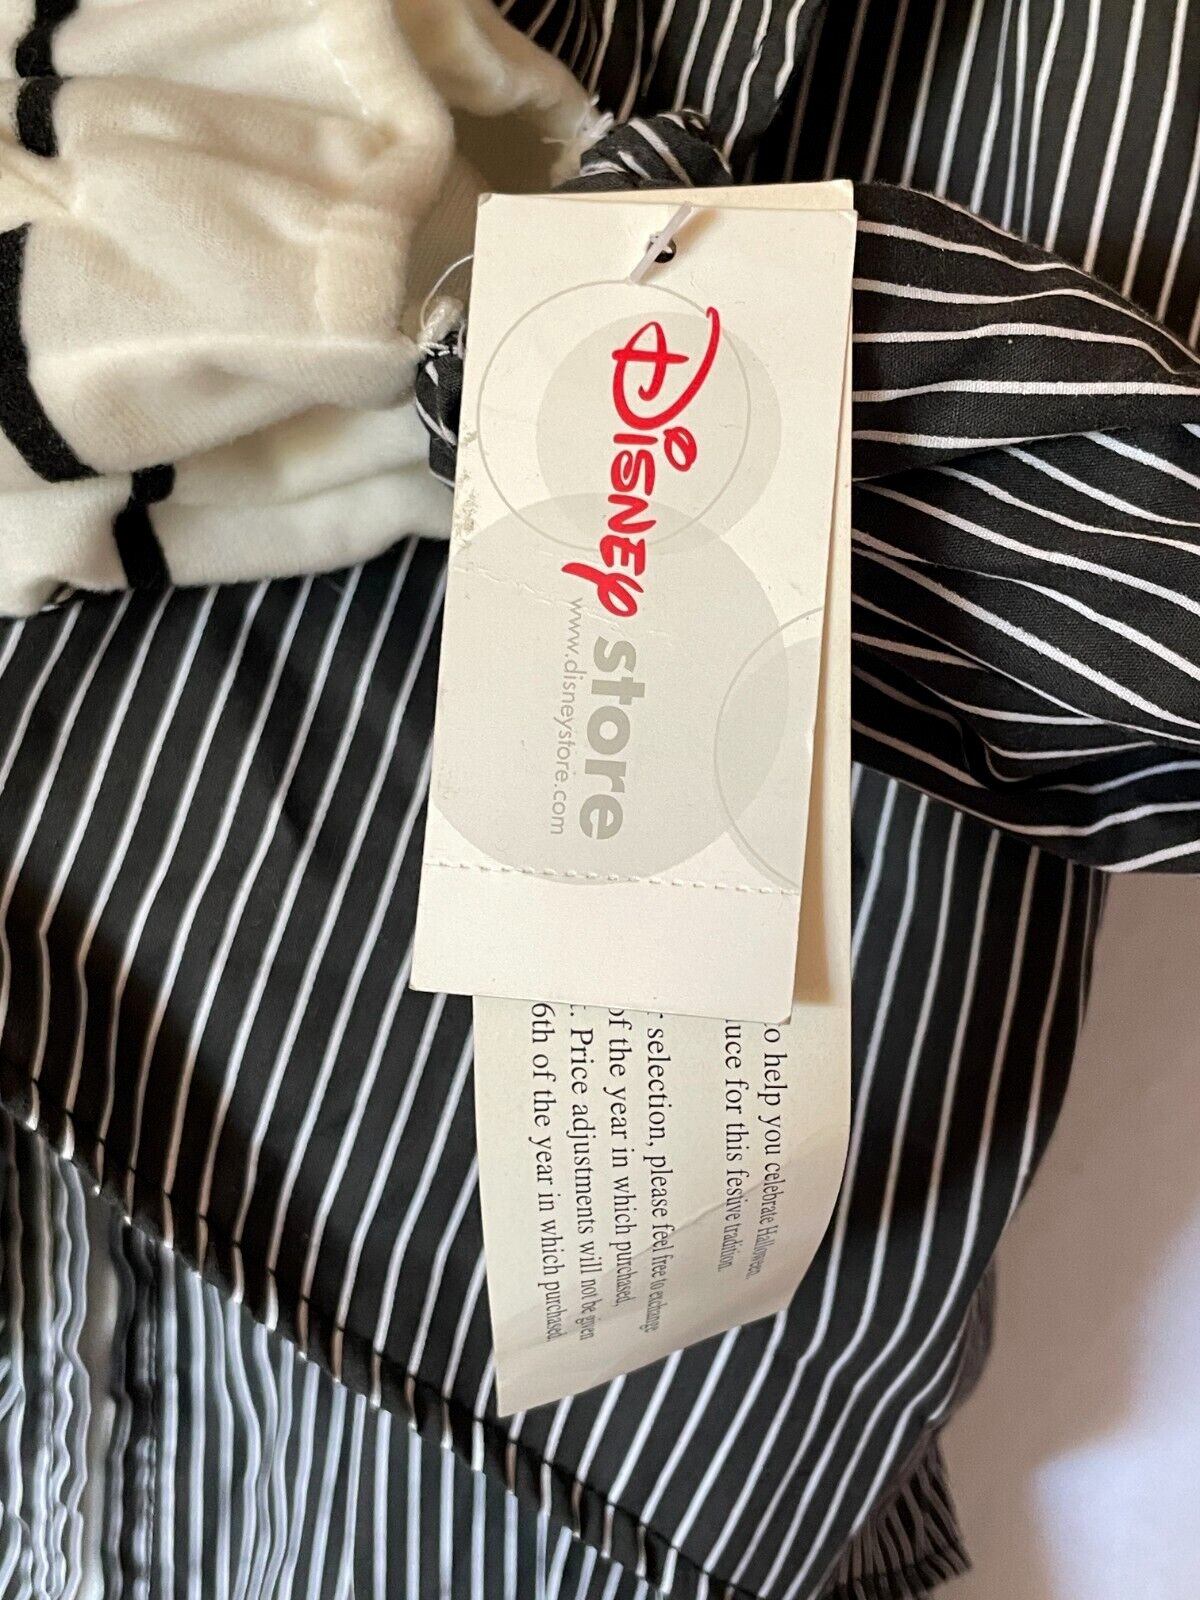 Disney
store
www.disneystore.com
o help you celebrate Halloween.
uce for this festive tradition.
selection, please feel free to exchange
of the year in which purchased,
. Price adjustments will not be given
6th of the year in which purchased.